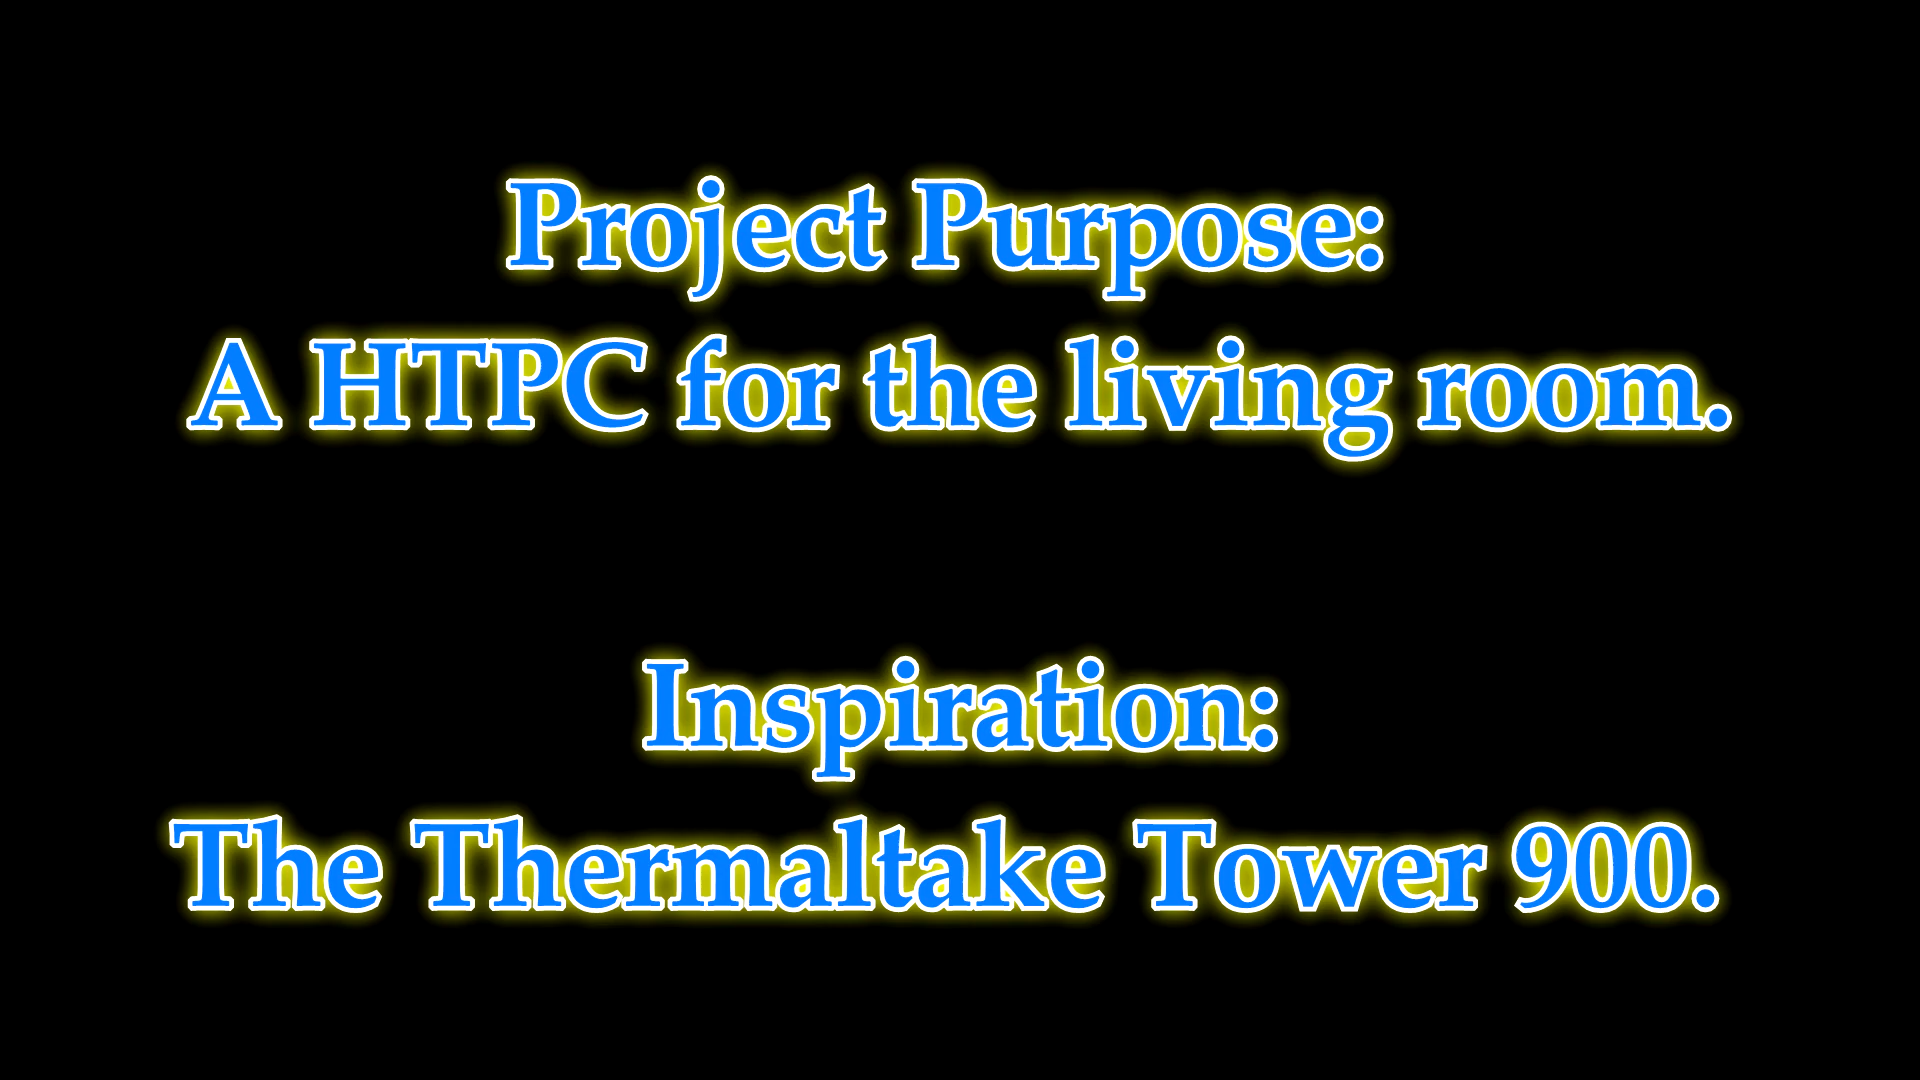 Project Purpose:
A HTPC for the living room.
Inspiration:
The Thermaltake Tower 900.